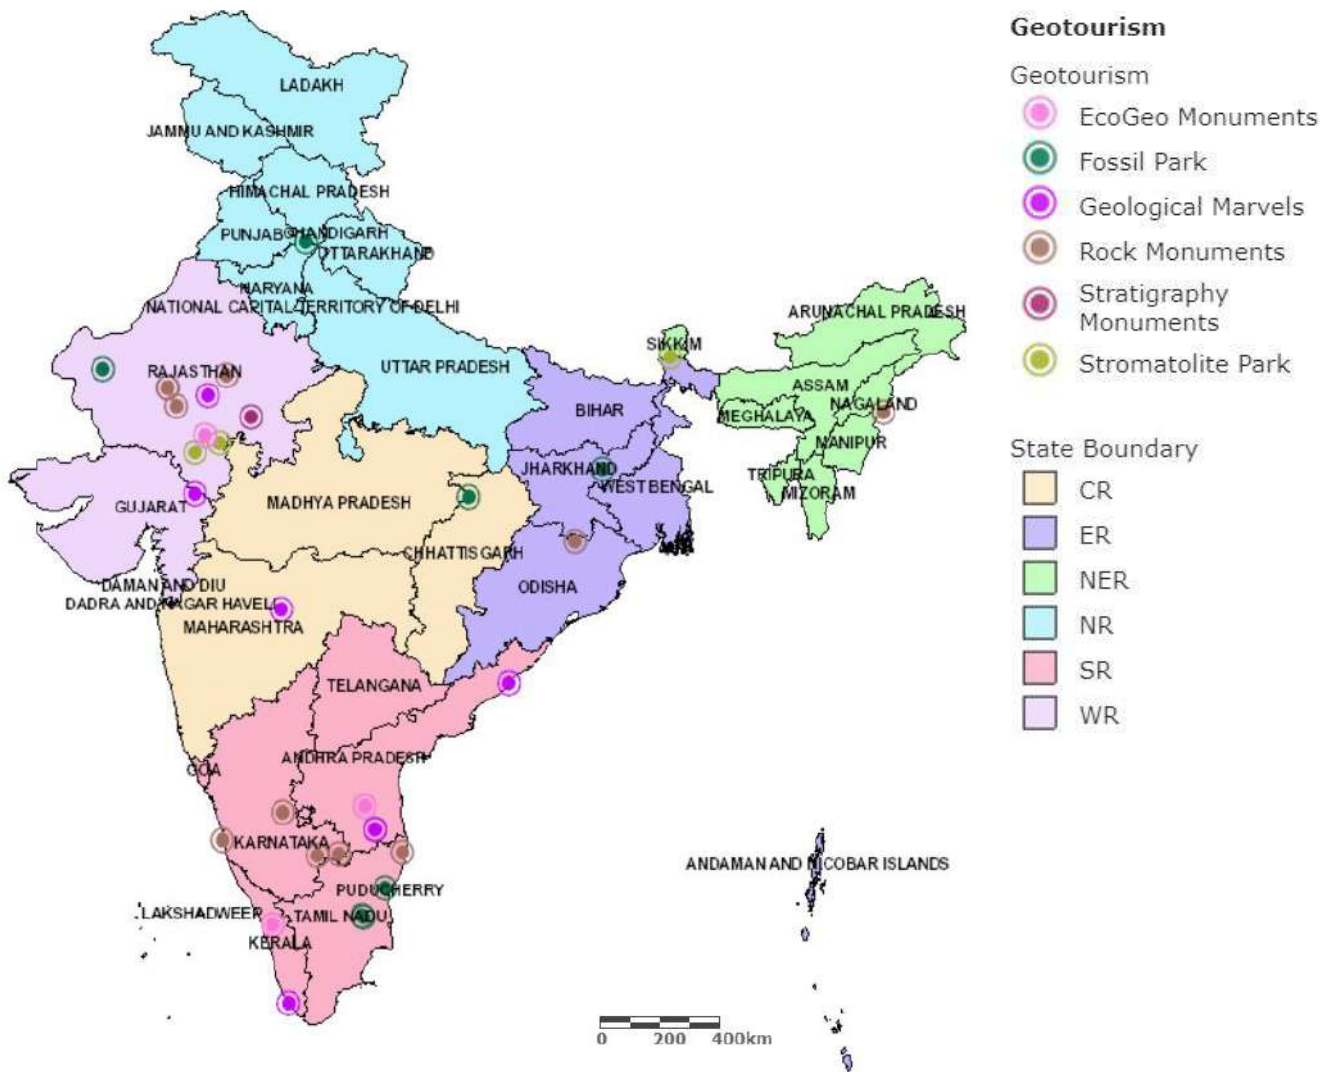 Geotourism
Geotourism
EcoGeo Monuments
Fossil Park
Geological Marvels
Rock Monuments
Stratigraphy
Monuments
Stromatolite Park
State Boundary
CR
ER
NER
NR
SR
WR
LADAKH
JAMMU AND KASHMIR
HIMACHAL PRADESH
PUNJAB
CHANDIGARH
UTTARAKHAND
HARYANA
NATIONAL CAPITAL TERRITORY OF DELHI
ARUNACHAL PRADESH
SIKKIM
RAJASTHAN
UTTAR PRADESH
ASSAM
NAGALAND
BIHAR
MEGHALAYA
MANIPUR
JHARKHAND
TRIPURA
WEST BENGAL
MIZORAM
MADHYA PRADESH
GUJARAT
CHHATTISGARH
DAMAN AND DIU
ODISHA
DADRA AND NAGAR HAVELI
MAHARASHTRA
TELANGANA
ANDHRA PRADESH
GOA
KARNATAKA
ANDAMAN AND NICOBAR ISLANDS
PUDUCHERRY
LAKSHADWEEP
TAMIL NADU
KERALA
0 200 400km